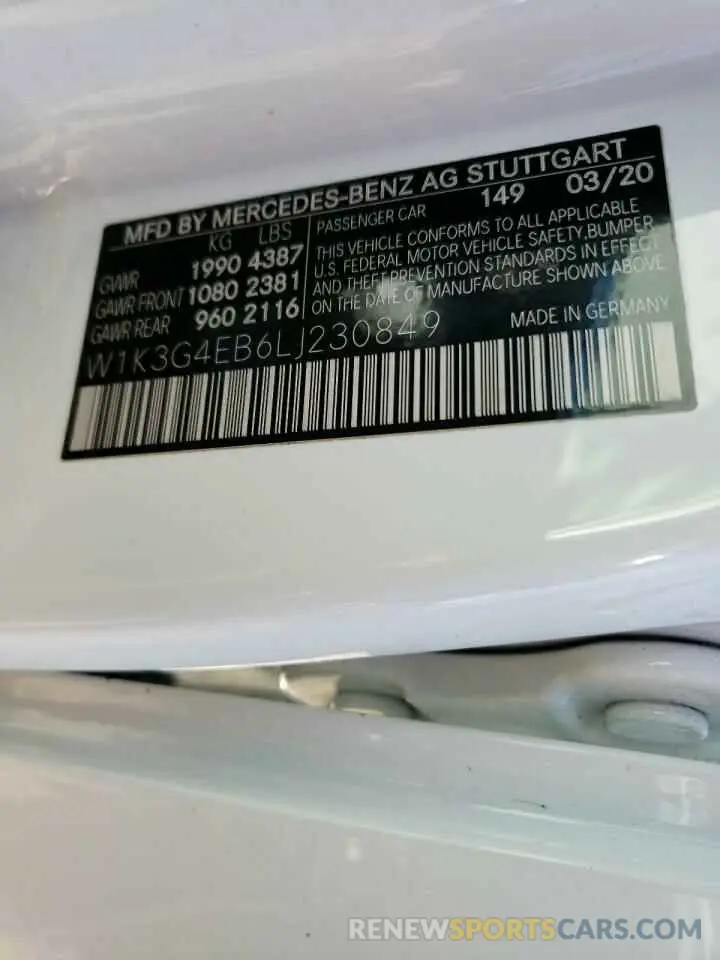 MFD BY MERCEDES-BENZ AG STUTTGART
KG LBS
GVWR 1990 4387
GAWR FRONT 1080 2381
GAWR REAR 960 2116
PASSENGER CAR 149 03/20
THIS VEHICLE CONFORMS TO ALL APPLICABLE
U.S. FEDERAL MOTOR VEHICLE SAFETY, BUMPER
AND THEFT PREVENTION STANDARDS IN EFFECT
ON THE DATE OF MANUFACTURE SHOWN ABOVE.
W1K3G4EB6LJ230849
MADE IN GERMANY
RENEWSPORTSCARS.COM